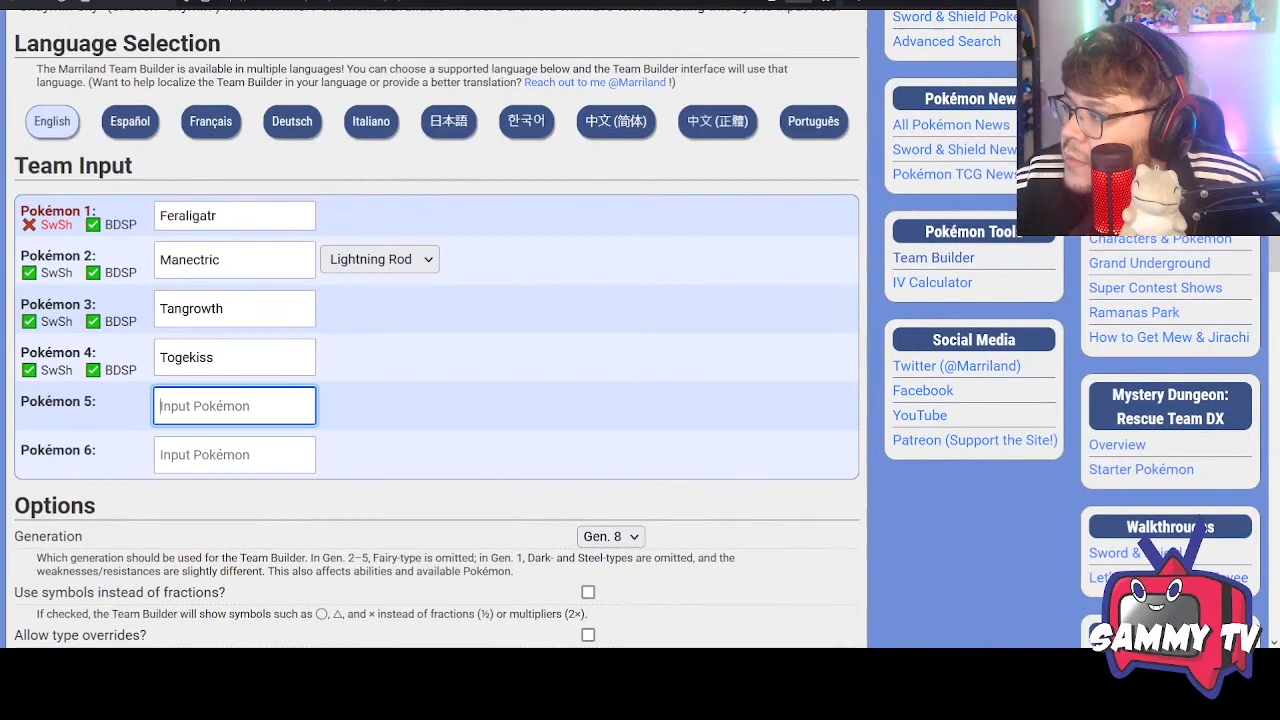 Language Selection
The Marriland Team Builder is available in multiple languages! You can choose a supported language below and the Team Builder interface will use that
language. (Want to help localize the Team Builder in your language or provide a better translation? Reach out to me @Marriland !)
English
Español
Français
Deutsch
Italiano
日本語
한국어
中文 (简体)
中文 (正體)
Português
Team Input
Pokémon 1:
SwSh BDSP
Feraligatr
Pokémon 2:
SwSh BDSP
Manectric
Lightning Rod
Pokémon 3:
SwSh BDSP
Tangrowth
Pokémon 4:
SwSh BDSP
Togekiss
Pokémon 5:
Input Pokémon
Pokémon 6:
Input Pokémon
Options
Generation
Gen. 8
Which generation should be used for the Team Builder. In Gen. 2–5, Fairy-type is omitted; in Gen. 1, Dark- and Steel-types are omitted, and the
weaknesses/resistances are slightly different. This also affects abilities and available Pokémon.
Use symbols instead of fractions?
If checked, the Team Builder will show symbols such as ◯, △, and × instead of fractions (½) or multipliers (2×).
Allow type overrides?
Sword & Shield Poké
Advanced Search
Pokémon New
All Pokémon News
Sword & Shield New
Pokémon TCG News
Pokémon Tool
Team Builder
IV Calculator
Social Media
Twitter (@Marriland)
Facebook
YouTube
Patreon (Support the Site!)
Characters & Pokémon
Grand Underground
Super Contest Shows
Ramanas Park
How to Get Mew & Jirachi
Mystery Dungeon:
Rescue Team DX
Overview
Starter Pokémon
Walkthroughs
Sword &
SAMMY TV